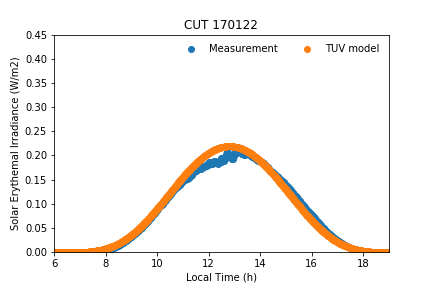 CUT 170122
Measurement
TUV model
Solar Erythemal Irradiance (W/m2)
0.45
0.40
0.35
0.30
0.25
0.20
0.15
0.10
0.05
0.00
6 8 10 12 14 16 18
Local Time (h)